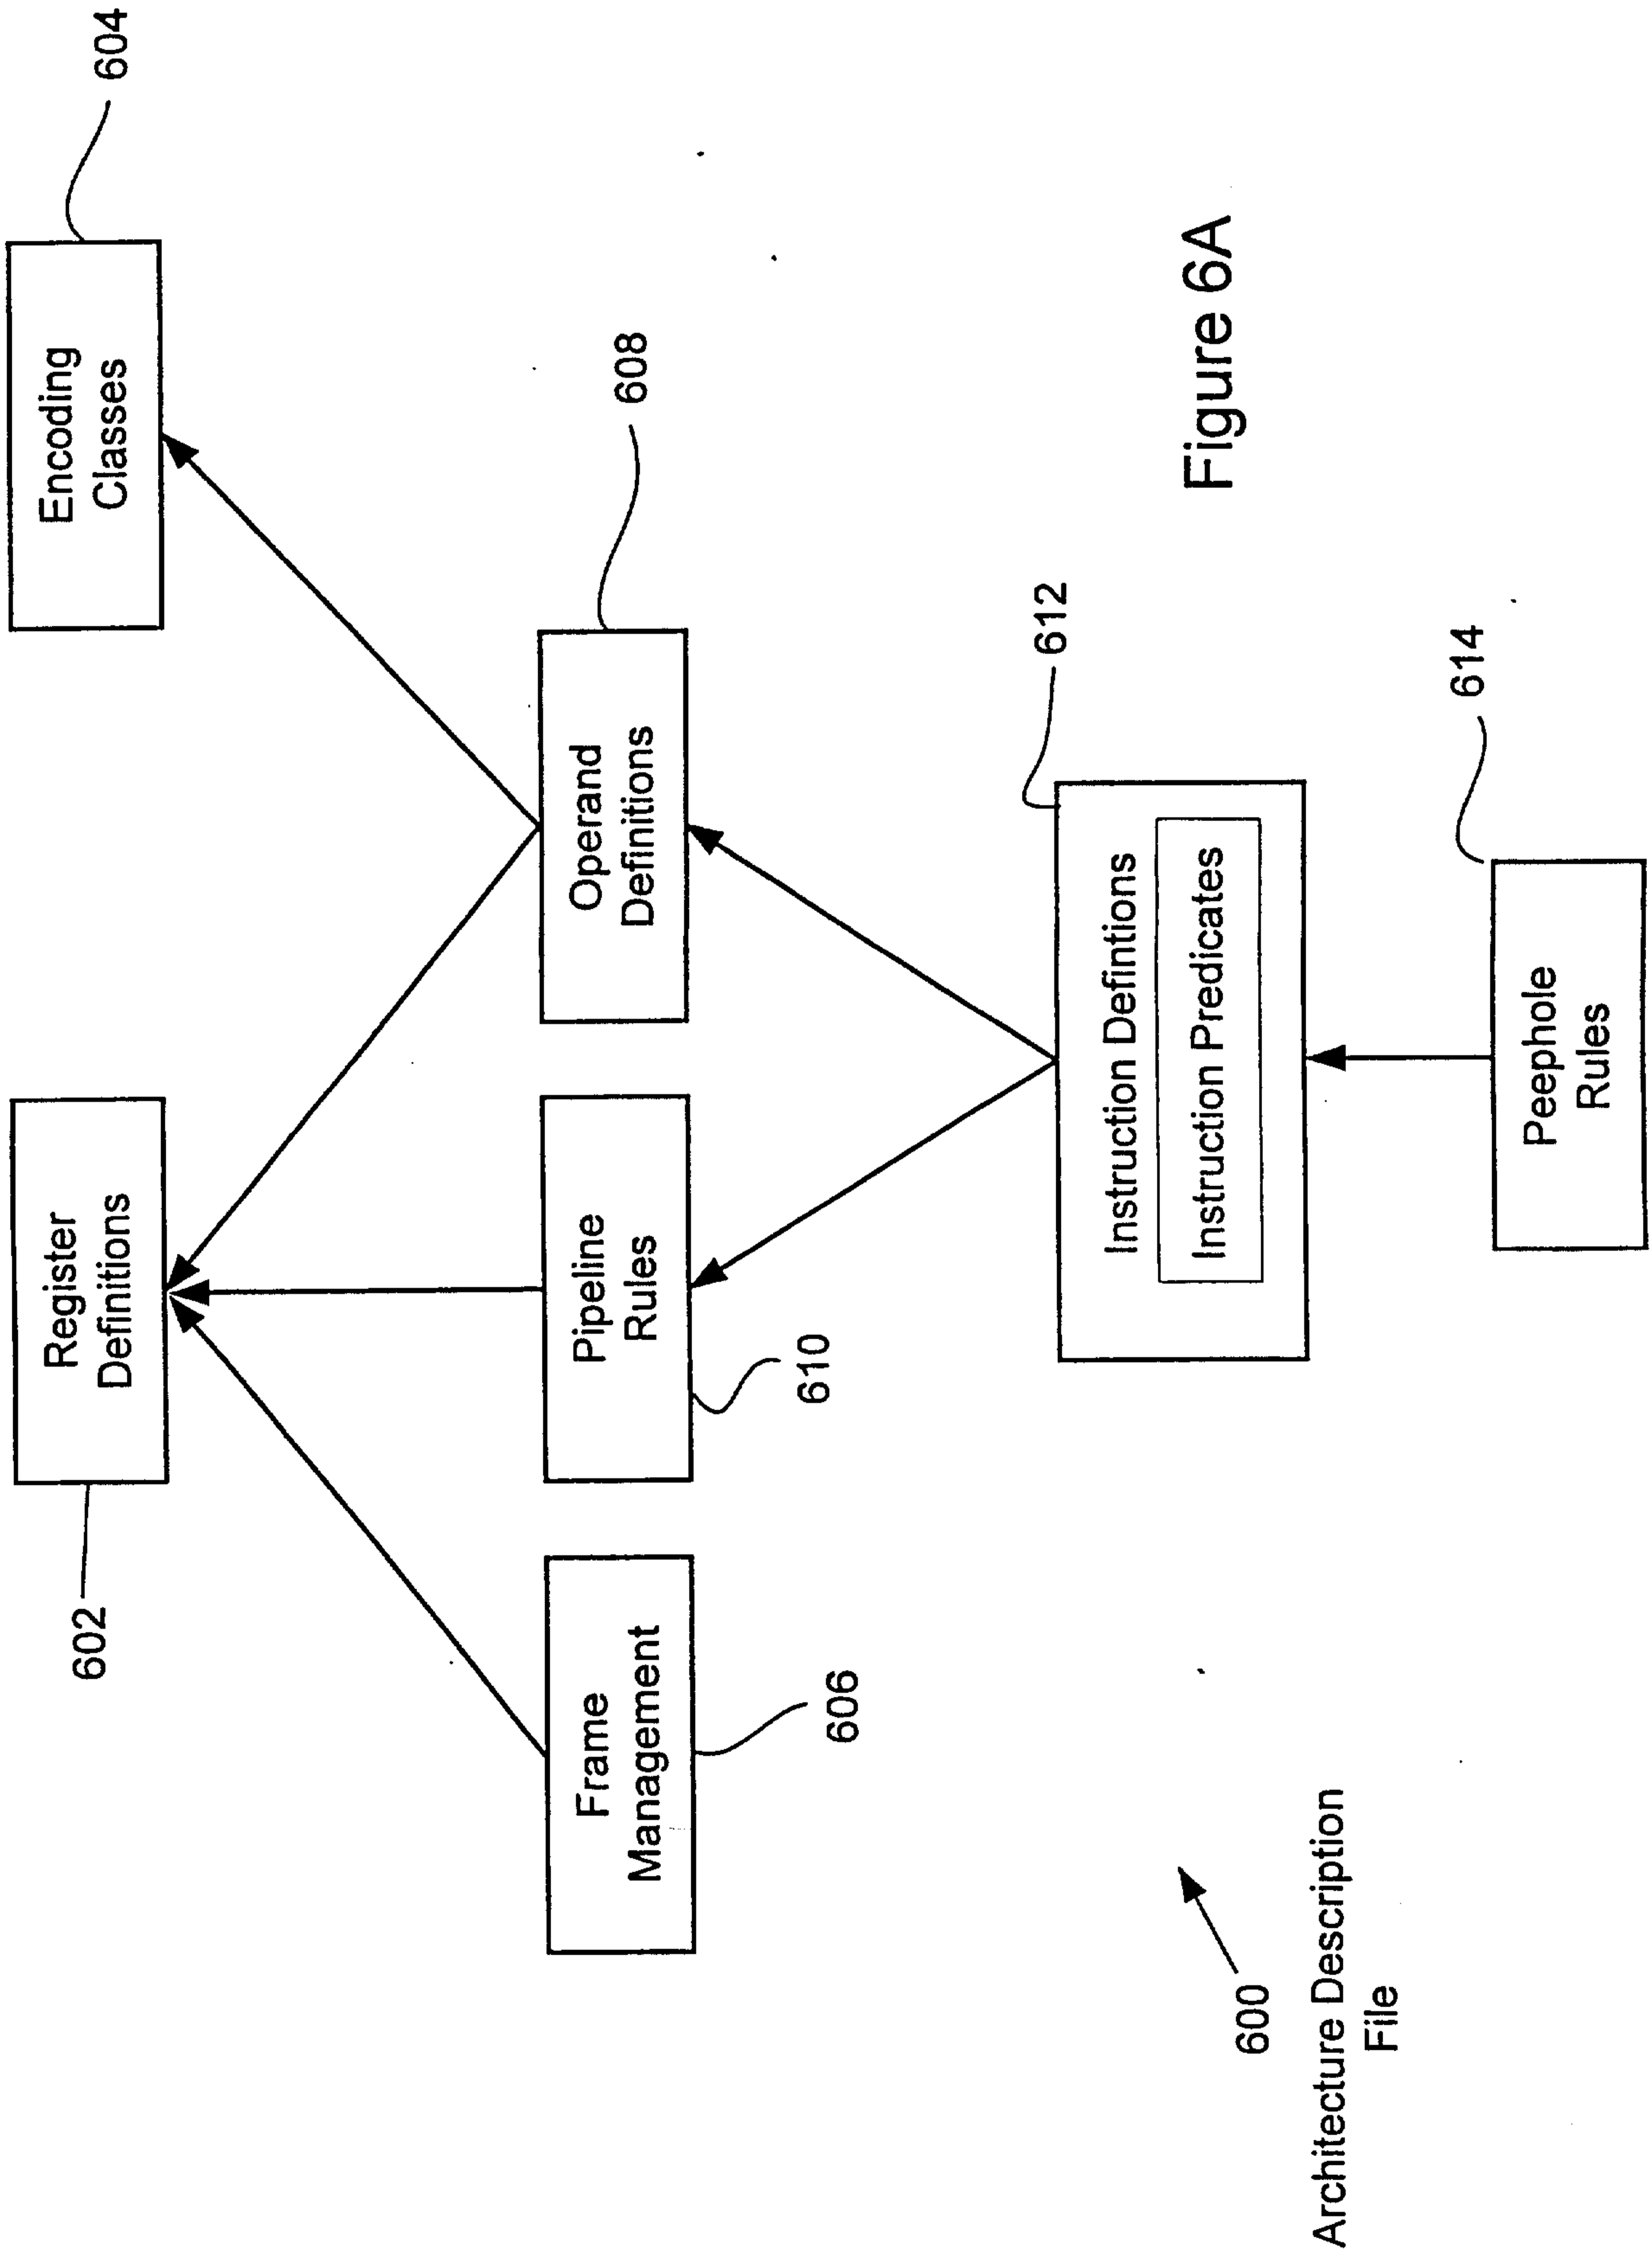 604
Encoding
Classes
602
Register
Definitions
608
Operand
Definitions
Pipeline
Rules
610
Frame
Management
606
612
Instruction Defintions
Instruction Predicates
614
Peephole
Rules
600
Architecture Description
File
Figure 6A